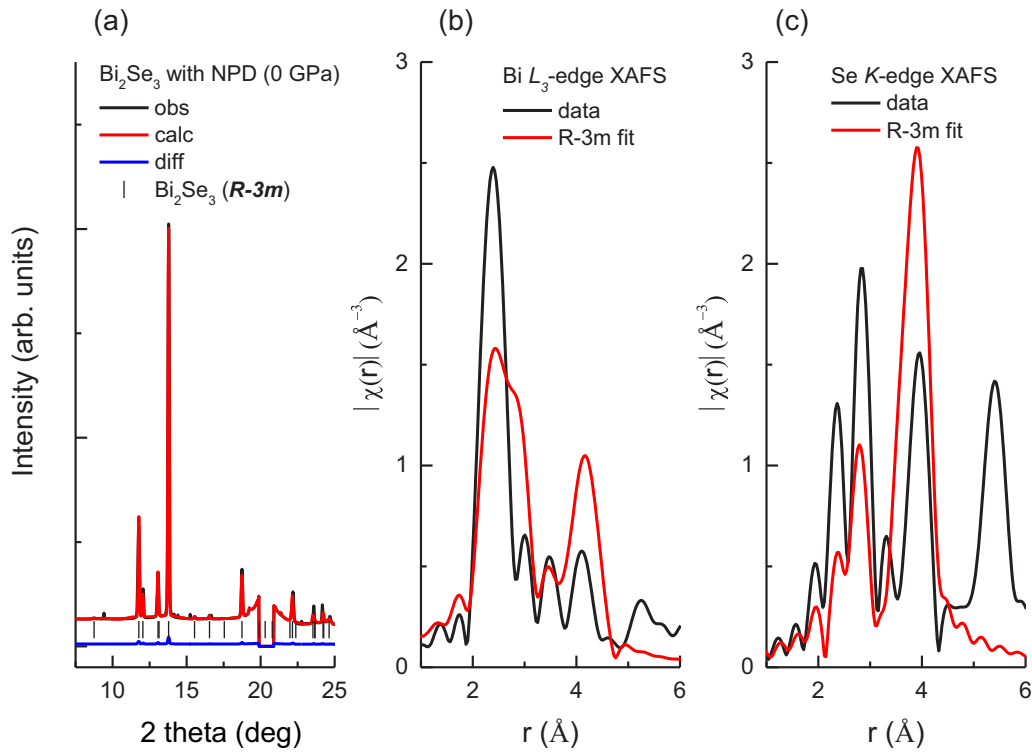 (a)
Bi₂Se₃ with NPD (0 GPa)
obs
calc
diff
Bi₂Se₃ (R-3m)
Intensity (arb. units)
10 15 20 25
2 theta (deg)
(b)
Bi L₃-edge XAFS
data
R-3m fit
|χ(r)| (Å⁻³)
3
2
1
0
2 4 6
r (Å)
(c)
Se K-edge XAFS
data
R-3m fit
|χ(r)| (Å⁻³)
3
2
1
0
2 4 6
r (Å)